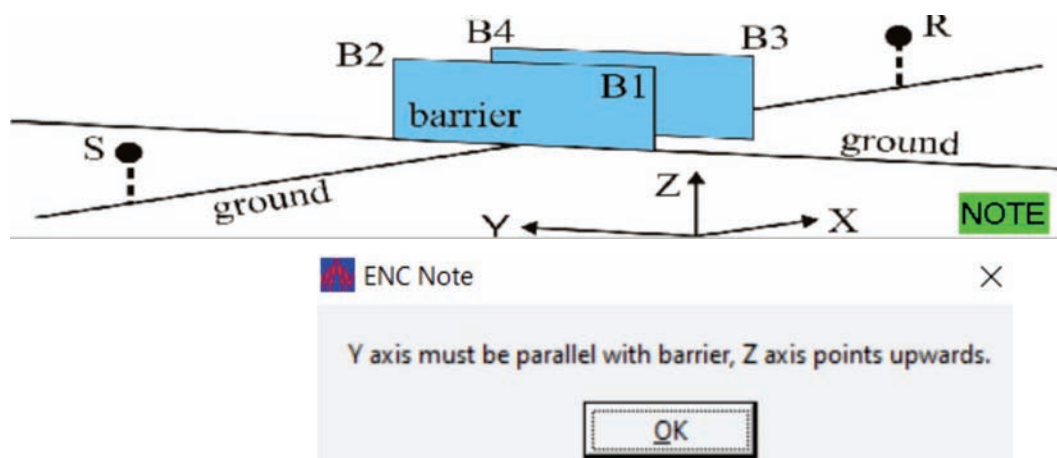 B4
B3
R
B2
B1
barrier
S
ground
ground
Z
Y
X
NOTE
ENC Note
Y axis must be parallel with barrier, Z axis points upwards.
OK